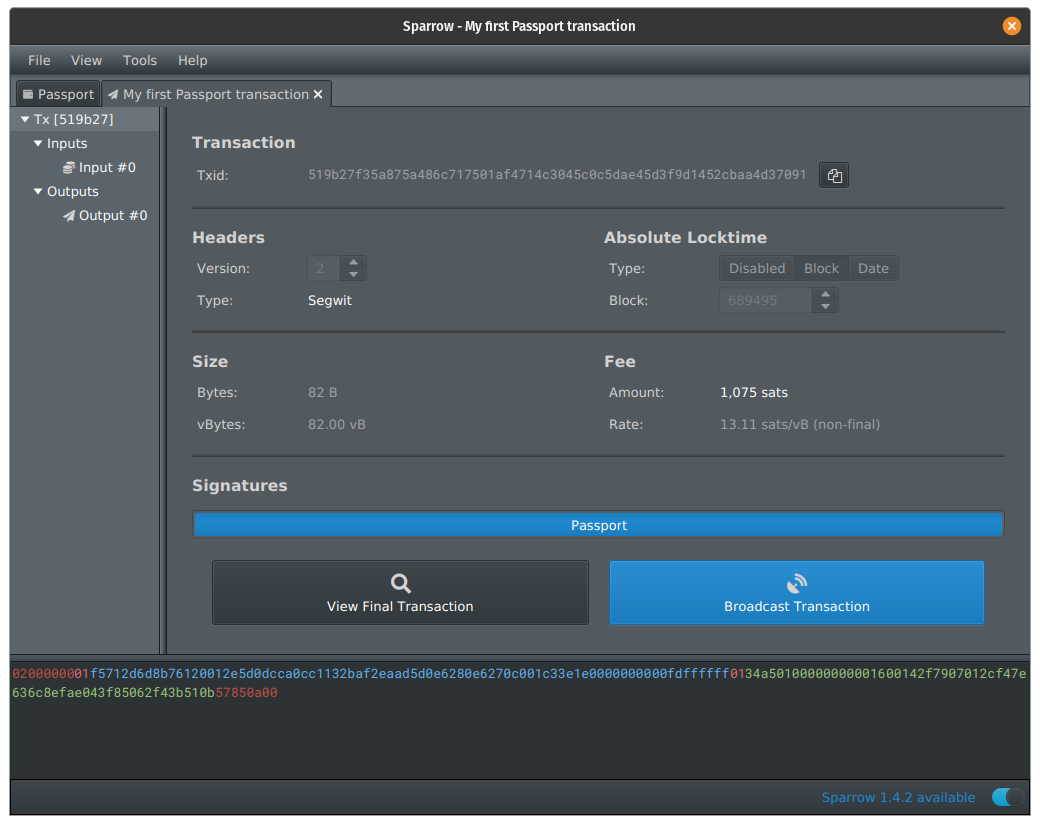 Sparrow - My first Passport transaction
File View Tools Help
Passport My first Passport transaction
Tx [519b27]
Inputs
Input #0
Outputs
Output #0
Transaction
Txid: 519b27f35a875a486c717501af4714c3045c0c5dae45d3f9d1452cbaa4d37091
Headers
Version: 2
Type: Segwit
Absolute Locktime
Type: Disabled Block Date
Block: 689495
Size
Bytes: 82 B
vBytes: 82.00 vB
Fee
Amount: 1,075 sats
Rate: 13.11 sats/vB (non-final)
Signatures
Passport
View Final Transaction
Broadcast Transaction
0200000001f5712d6d8b76120012e5d0dcca0cc1132baf2eaad5d0e6280e6270c001c33e1e0000000000fdffffff0134a50100000000001600142f7907012cf47e
636c8efae043f85062f43b510b57850a00
Sparrow 1.4.2 available